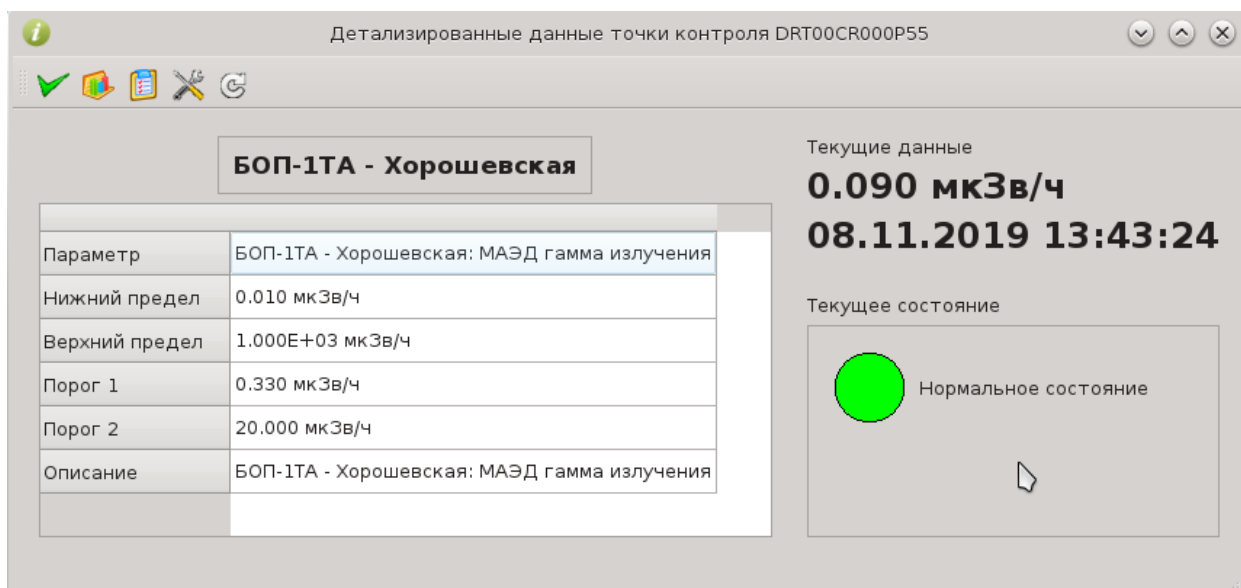 Детализированные данные точки контроля DRT00CR000P55
БОП-1ТА - Хорошевская
Параметр БОП-1ТА - Хорошевская: МАЭД гамма излучения
Нижний предел 0.010 мкЗв/ч
Верхний предел 1.000E+03 мкЗв/ч
Порог 1 0.330 мкЗв/ч
Порог 2 20.000 мкЗв/ч
Описание БОП-1ТА - Хорошевская: МАЭД гамма излучения
Текущие данные
0.090 мкЗв/ч
08.11.2019 13:43:24
Текущее состояние
Нормальное состояние